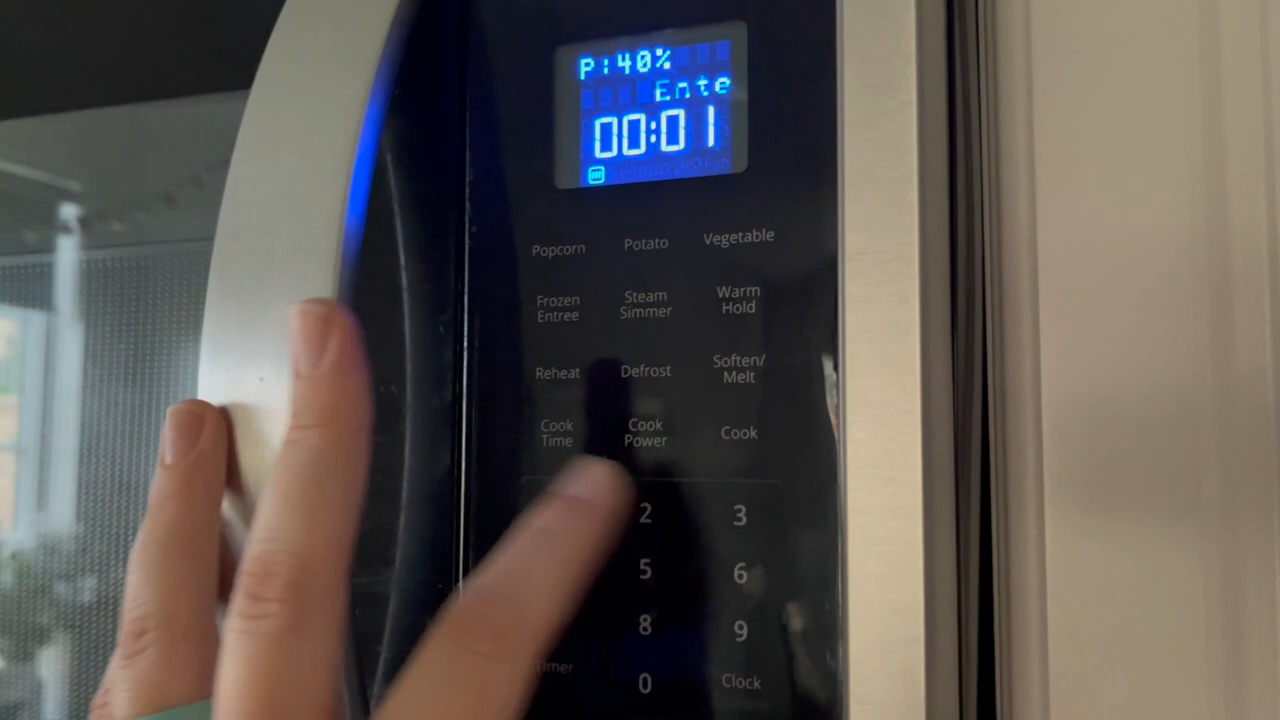 P:40%
Ente
00:01
Popcorn Potato Vegetable
Frozen Entree
Steam Simmer
Warm Hold
Reheat Defrost
Soften/ Melt
Cook Time
Cook Power
Cook
2 3
5 6
8 9
0 Clock